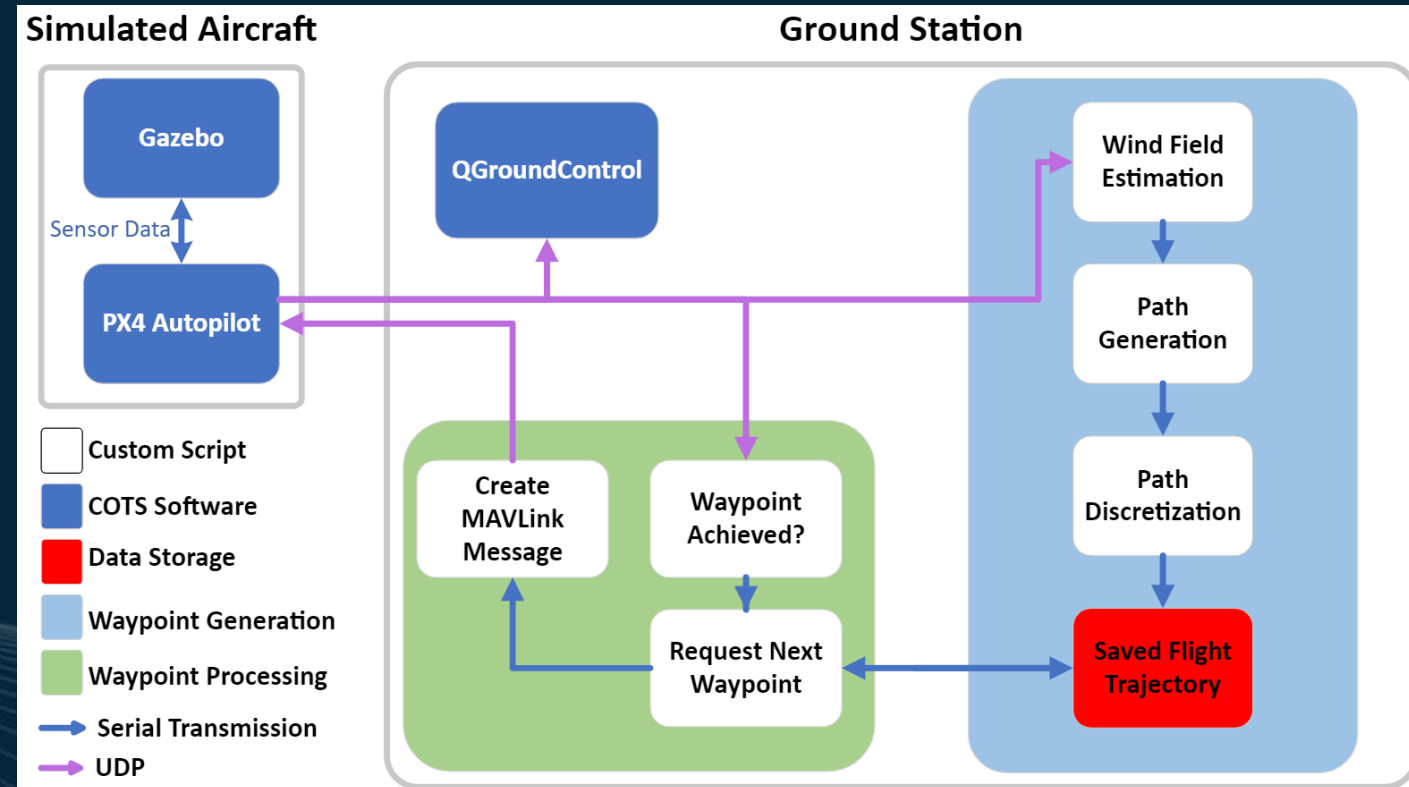 Simulated Aircraft
Ground Station
Gazebo
Sensor Data
PX4 Autopilot
QGroundControl
Wind Field
Estimation
Path
Generation
Path
Discretization
Saved Flight
Trajectory
Create
MAVLink
Message
Waypoint
Achieved?
Request Next
Waypoint
Custom Script
COTS Software
Data Storage
Waypoint Generation
Waypoint Processing
Serial Transmission
UDP